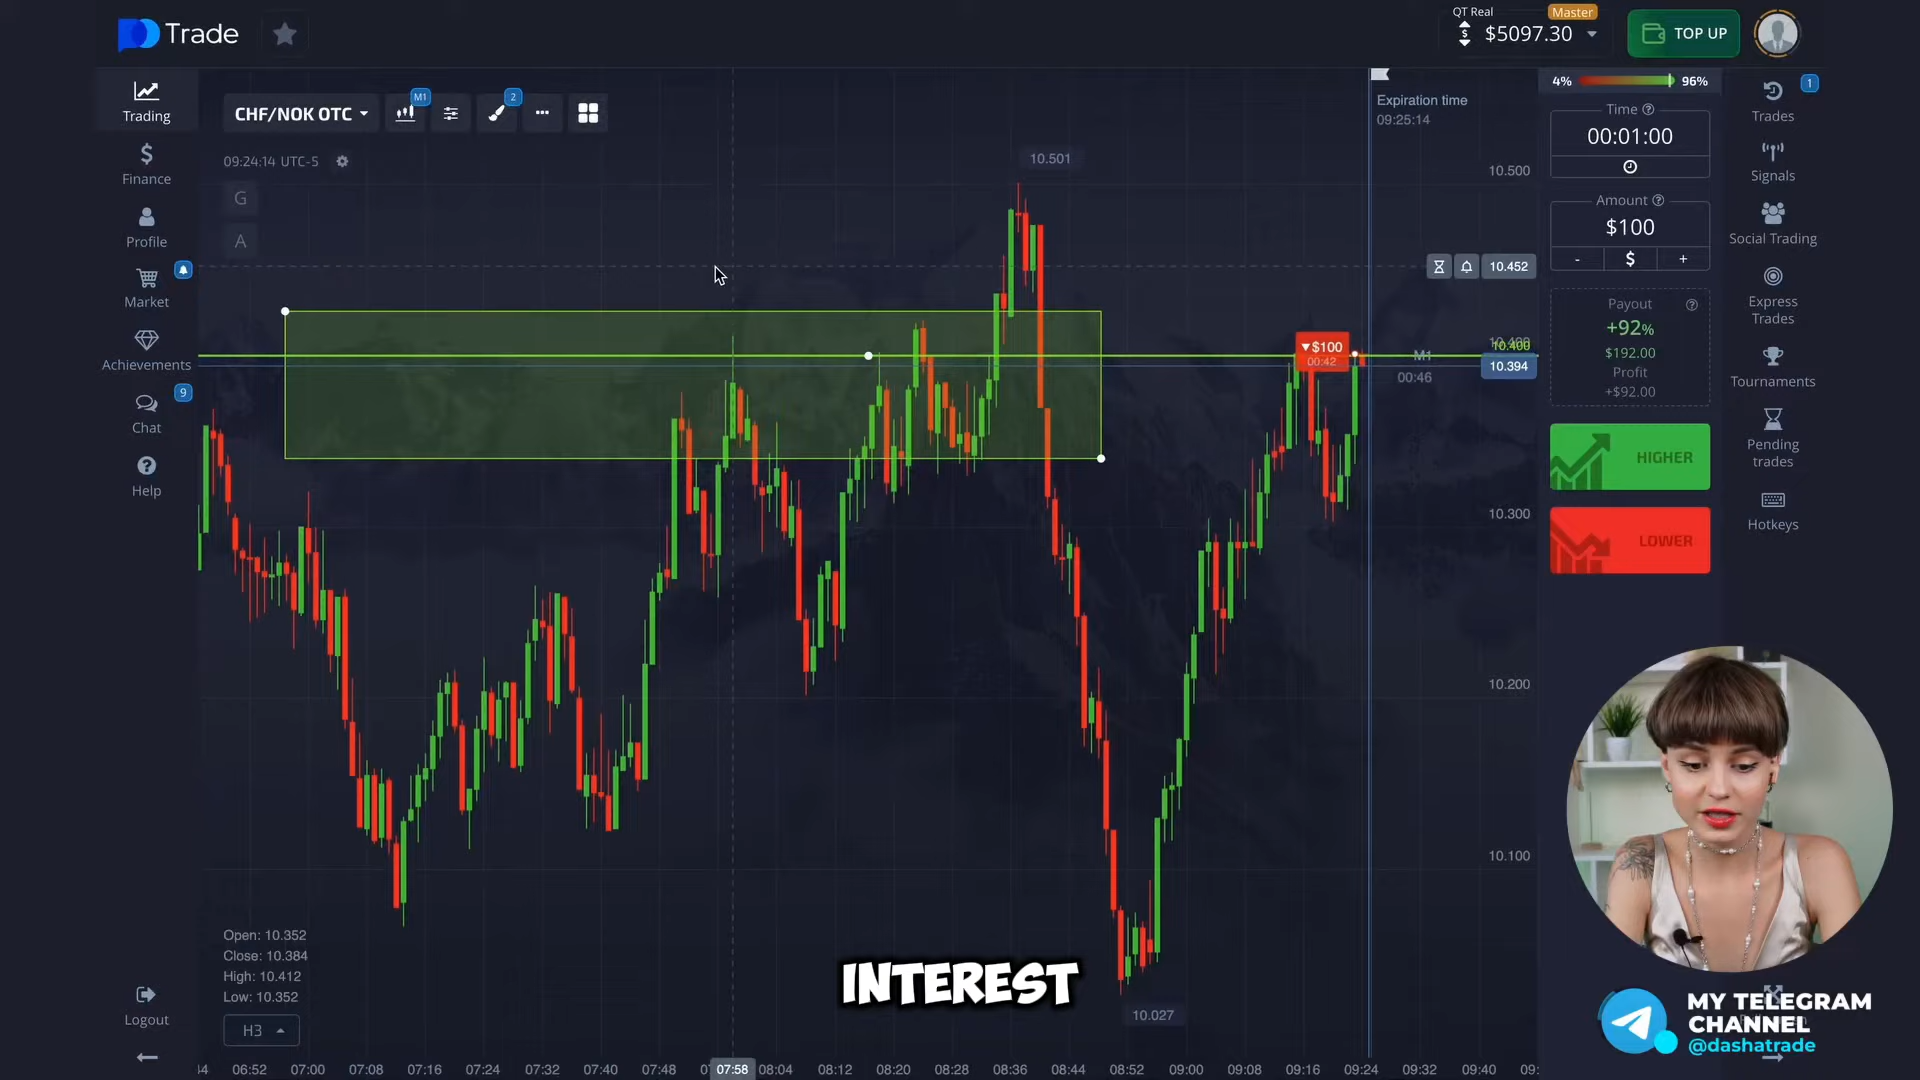 Trade
QT Real
Master
$5097.30
TOP UP
Trading
Finance
Profile
Market
Achievements
9
Chat
Help
Logout
CHF/NOK OTC
M1
2
09:24:14 UTC-5
G
A
10.501
Expiration time
09:25:14
10.500
10.452
$100
00:42
M1
00:46
10.400
10.394
10.300
10.200
10.100
10.027
Open: 10.352
Close: 10.384
High: 10.412
Low: 10.352
H3
INTEREST
06:52
07:00
07:08
07:16
07:24
07:32
07:40
07:48
07:58
08:04
08:12
08:20
08:28
08:36
08:44
08:52
09:00
09:08
09:16
09:24
09:32
09:40
4%
96%
Time
00:01:00
Amount
$100
- $ +
Payout
+92%
$192.00
Profit
+$92.00
HIGHER
LOWER
1
Trades
Signals
Social Trading
Express
Trades
Tournaments
Pending
trades
Hotkeys
MY TELEGRAM
CHANNEL
@dashatrade